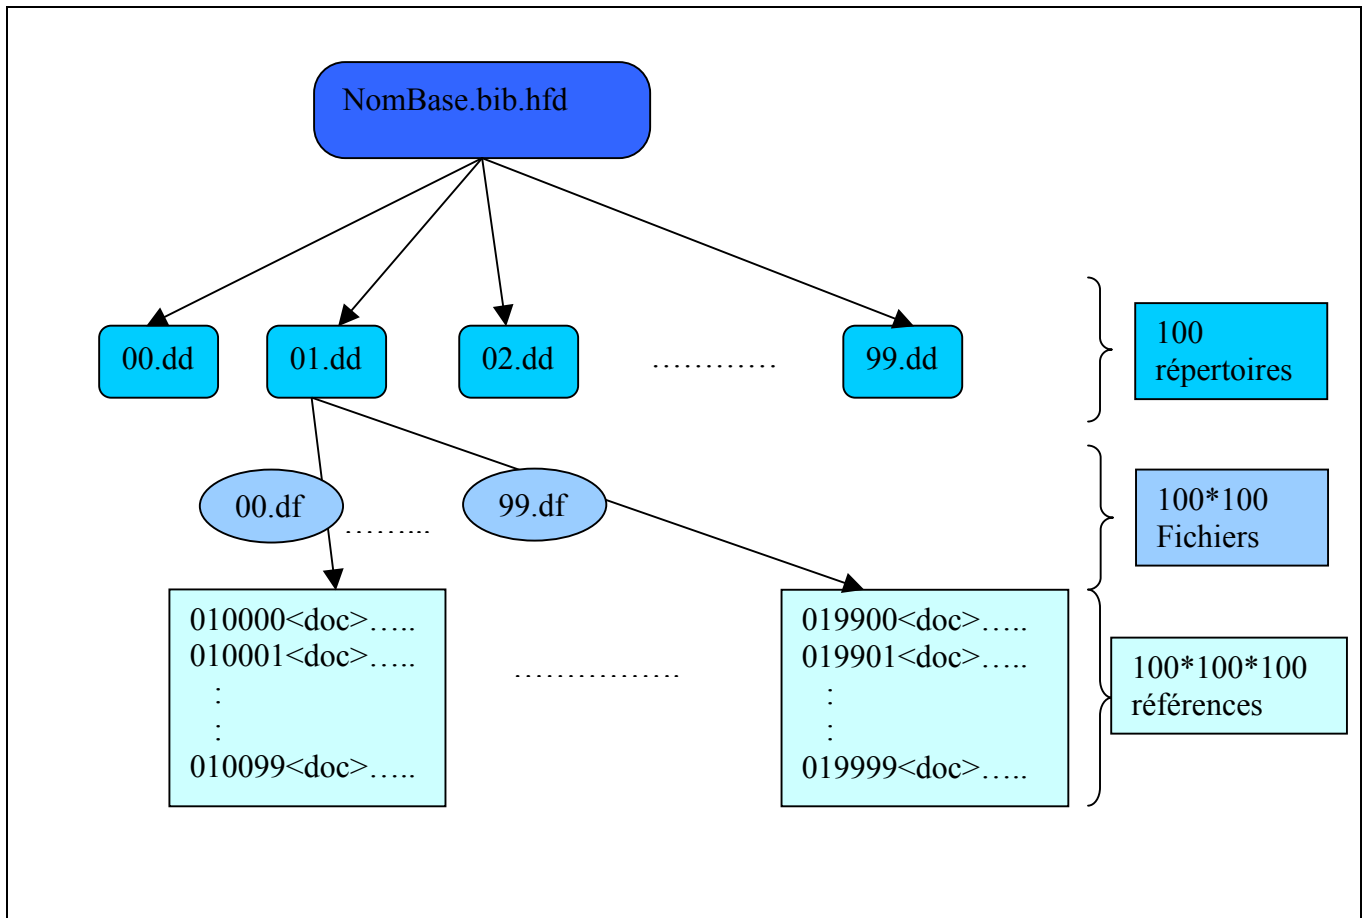 NomBase.bib.hfd
00.dd
01.dd
02.dd
............
99.dd
100
répertoires
00.df
.........
99.df
100*100
Fichiers
010000<doc>…..
010001<doc>…..
:
:
010099<doc>…..
................
019900<doc>…..
019901<doc>…..
:
:
019999<doc>…..
100*100*100
références